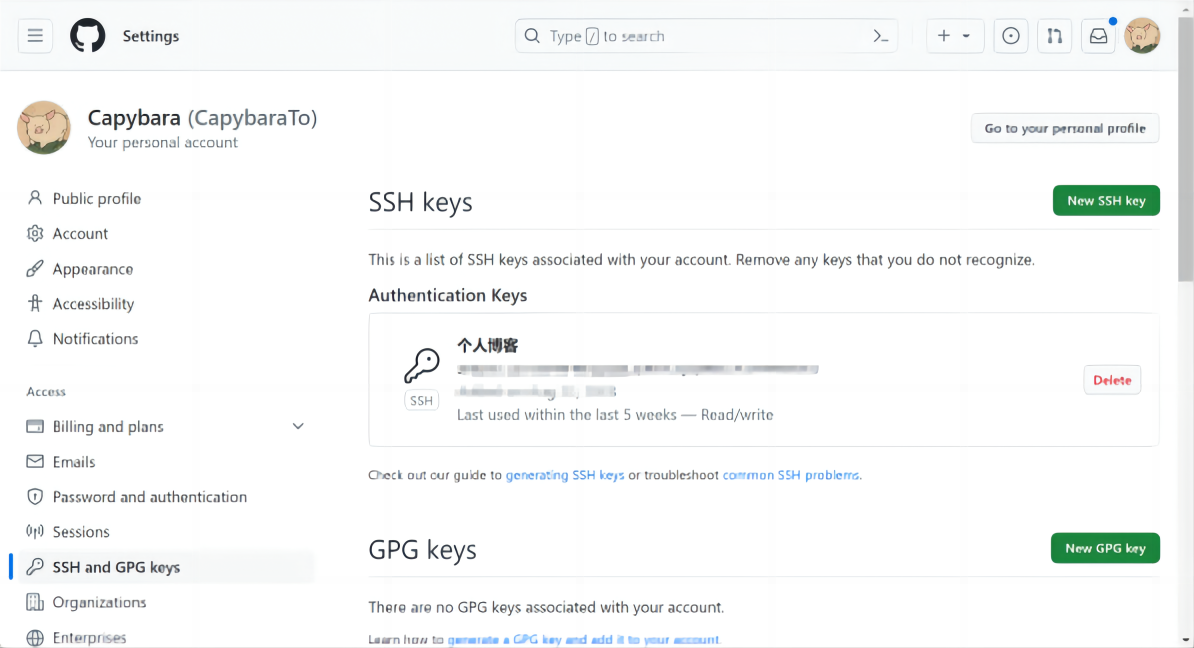 Settings
Type / to search
Capybara (CapybaraTo)
Your personal account
Go to your personal profile
Public profile
Account
Appearance
Accessibility
Notifications
Access
Billing and plans
Emails
Password and authentication
Sessions
SSH and GPG keys
Organizations
Enterprises
SSH keys
New SSH key
This is a list of SSH keys associated with your account. Remove any keys that you do not recognize.
Authentication Keys
个人博客
SSH
Last used within the last 5 weeks — Read/write
Delete
Check out our guide to generating SSH keys or troubleshoot common SSH problems.
GPG keys
New GPG key
There are no GPG keys associated with your account.
Learn how to generate a GPG key and add it to your account.